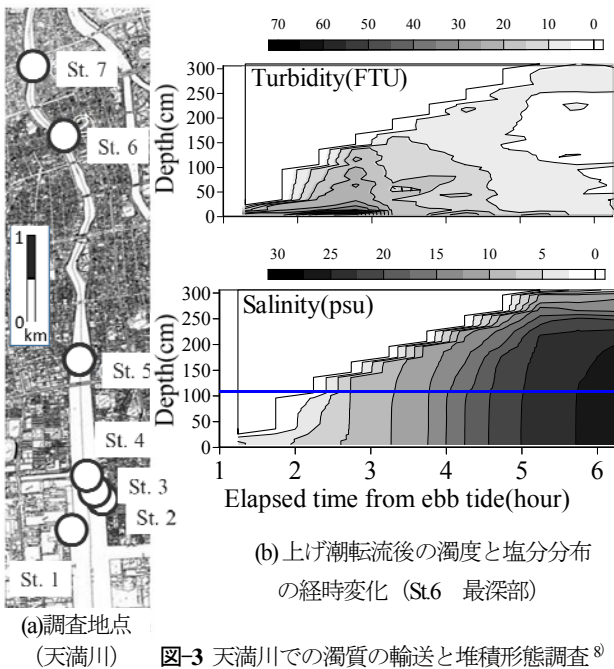 St. 7
St. 6
1
0
km
St. 5
St. 4
St. 3
St. 2
St. 1
(a)調査地点
(天満川)
70 60 50 40 30 20 10 0
Turbidity(FTU)
Depth(cm)
300
250
200
150
100
50
0
30 25 20 15 10 5 0
Salinity(psu)
Depth(cm)
300
250
200
150
100
50
0
1 2 3 4 5 6
Elapsed time from ebb tide(hour)
(b)上げ潮転流後の濁度と塩分分布
の経時変化(St.6 最深部)
図-3 天満川での濁質の輸送と堆積形態調査 8)